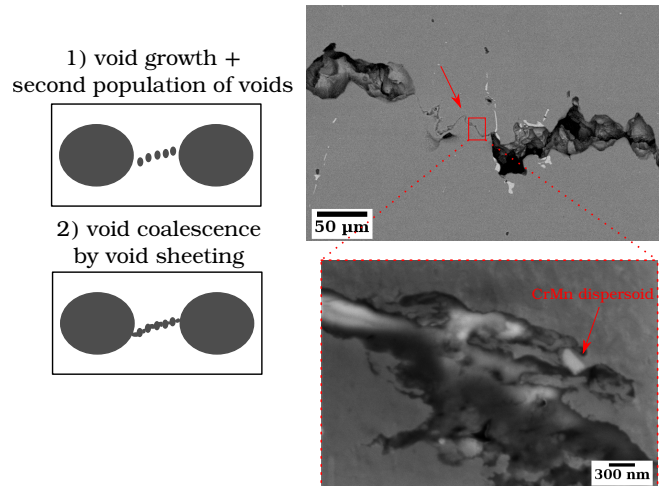 1) void growth +
second population of voids
2) void coalescence
by void sheeting
50 µm
CrMn dispersoid
300 nm